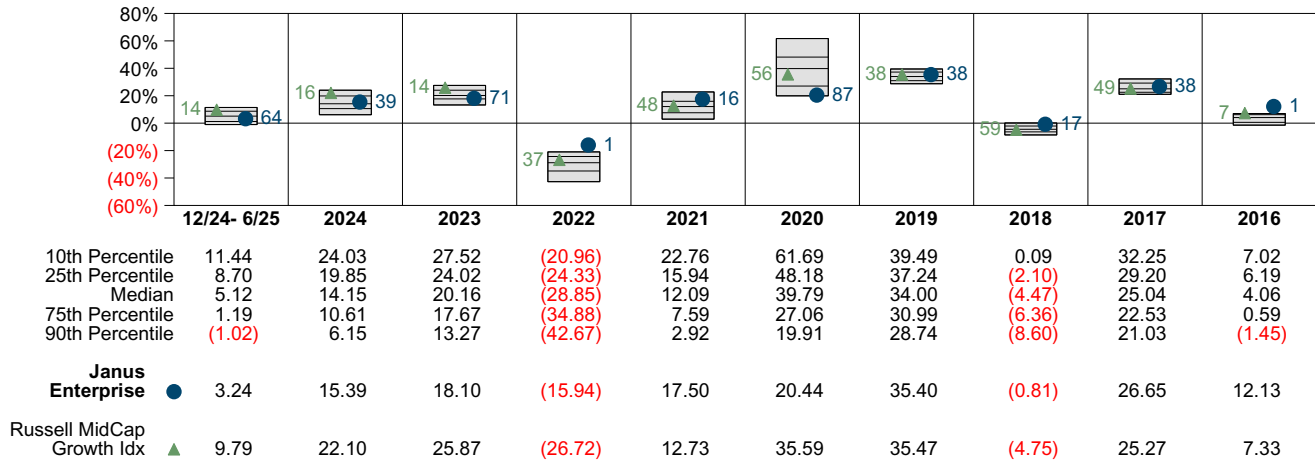 80%
60%
40%
20%
0%
(20%)
(40%)
(60%)
14 64 16 39 14 71 37 1 48 16 56 87 38 38 59 17 49 38 7 1
12/24- 6/25 2024 2023 2022 2021 2020 2019 2018 2017 2016
10th Percentile 11.44 24.03 27.52 (20.96) 22.76 61.69 39.49 0.09 32.25 7.02
25th Percentile 8.70 19.85 24.02 (24.33) 15.94 48.18 37.24 (2.10) 29.20 6.19
Median 5.12 14.15 20.16 (28.85) 12.09 39.79 34.00 (4.47) 25.04 4.06
75th Percentile 1.19 10.61 17.67 (34.88) 7.59 27.06 30.99 (6.36) 22.53 0.59
90th Percentile (1.02) 6.15 13.27 (42.67) 2.92 19.91 28.74 (8.60) 21.03 (1.45)
Janus
Enterprise 3.24 15.39 18.10 (15.94) 17.50 20.44 35.40 (0.81) 26.65 12.13
Russell MidCap
Growth Idx 9.79 22.10 25.87 (26.72) 12.73 35.59 35.47 (4.75) 25.27 7.33